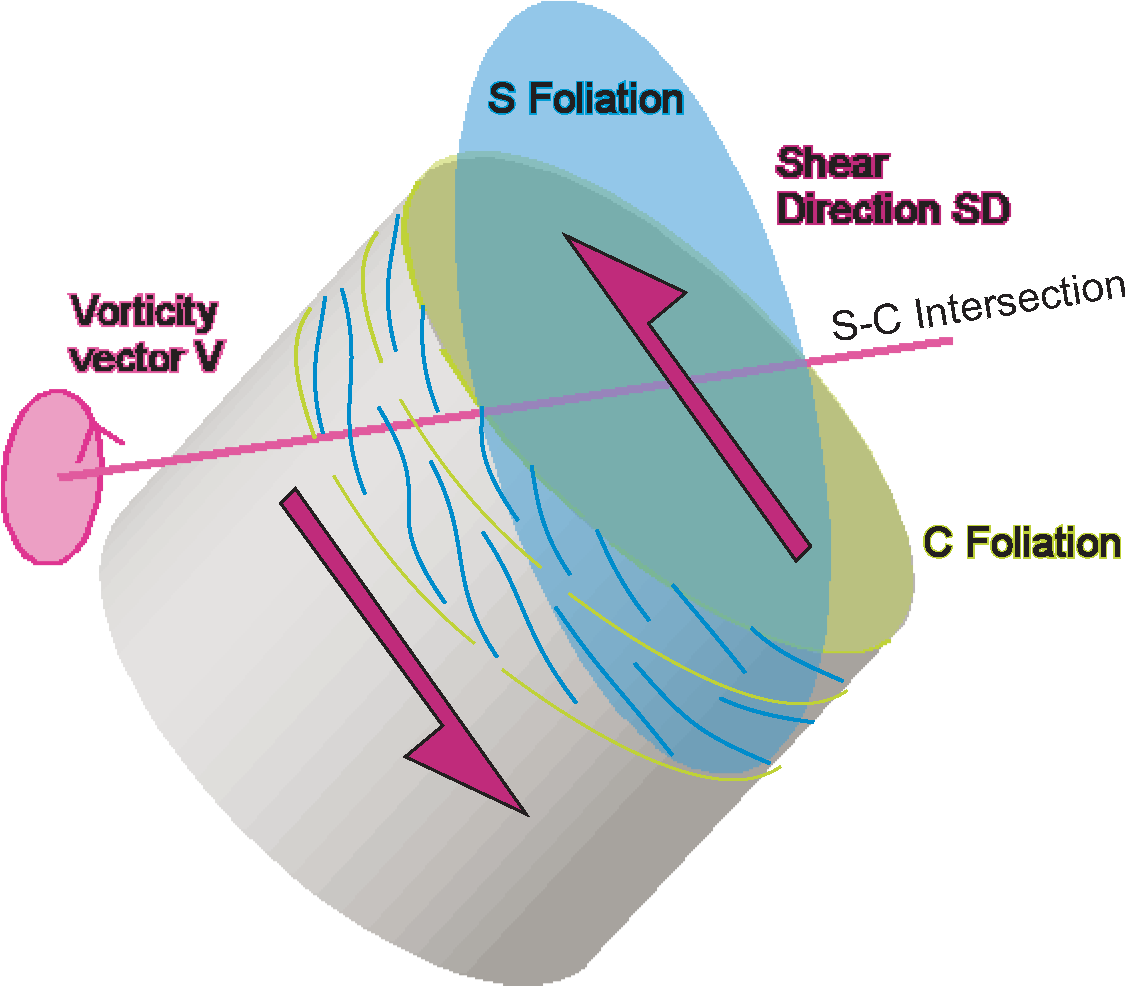 S Foliation
Shear
Direction SD
S-C Intersection
Vorticity
vector V
C Foliation